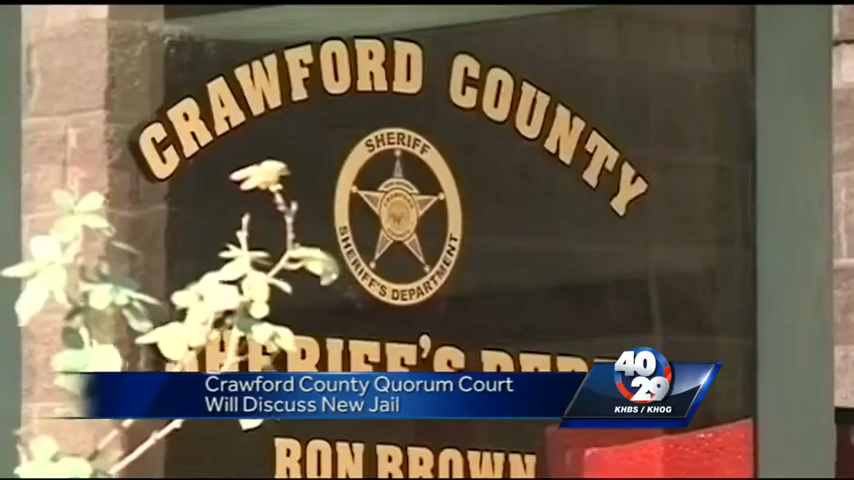 CRAWFORD COUNTY
SHERIFF
SHERIFF'S DEPARTMENT
SHERIFF'S
Crawford County Quorum Court
Will Discuss New Jail
40
29
KHBS / KHOG
RON BROWN